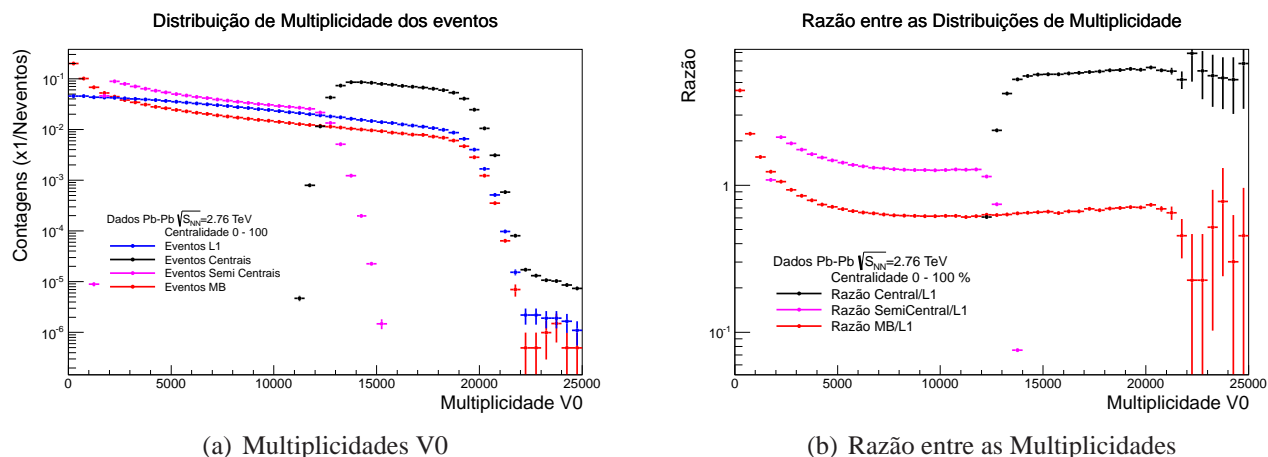 Distribuição de Multiplicidade dos eventos
Contagens (x1/Neventos)
10^-1
10^-2
10^-3
10^-4
10^-5
10^-6
Dados Pb-Pb √S_NN=2.76 TeV
Centralidade 0 - 100
Eventos L1
Eventos Centrais
Eventos Semi Centrais
Eventos MB
0 5000 10000 15000 20000 25000
Multiplicidade V0
(a) Multiplicidades V0
Razão entre as Distribuições de Multiplicidade
Razão
1
10^-1
Dados Pb-Pb √S_NN=2.76 TeV
Centralidade 0 - 100 %
Razão Central/L1
Razão SemiCentral/L1
Razão MB/L1
0 5000 10000 15000 20000 25000
Multiplicidade V0
(b) Razão entre as Multiplicidades